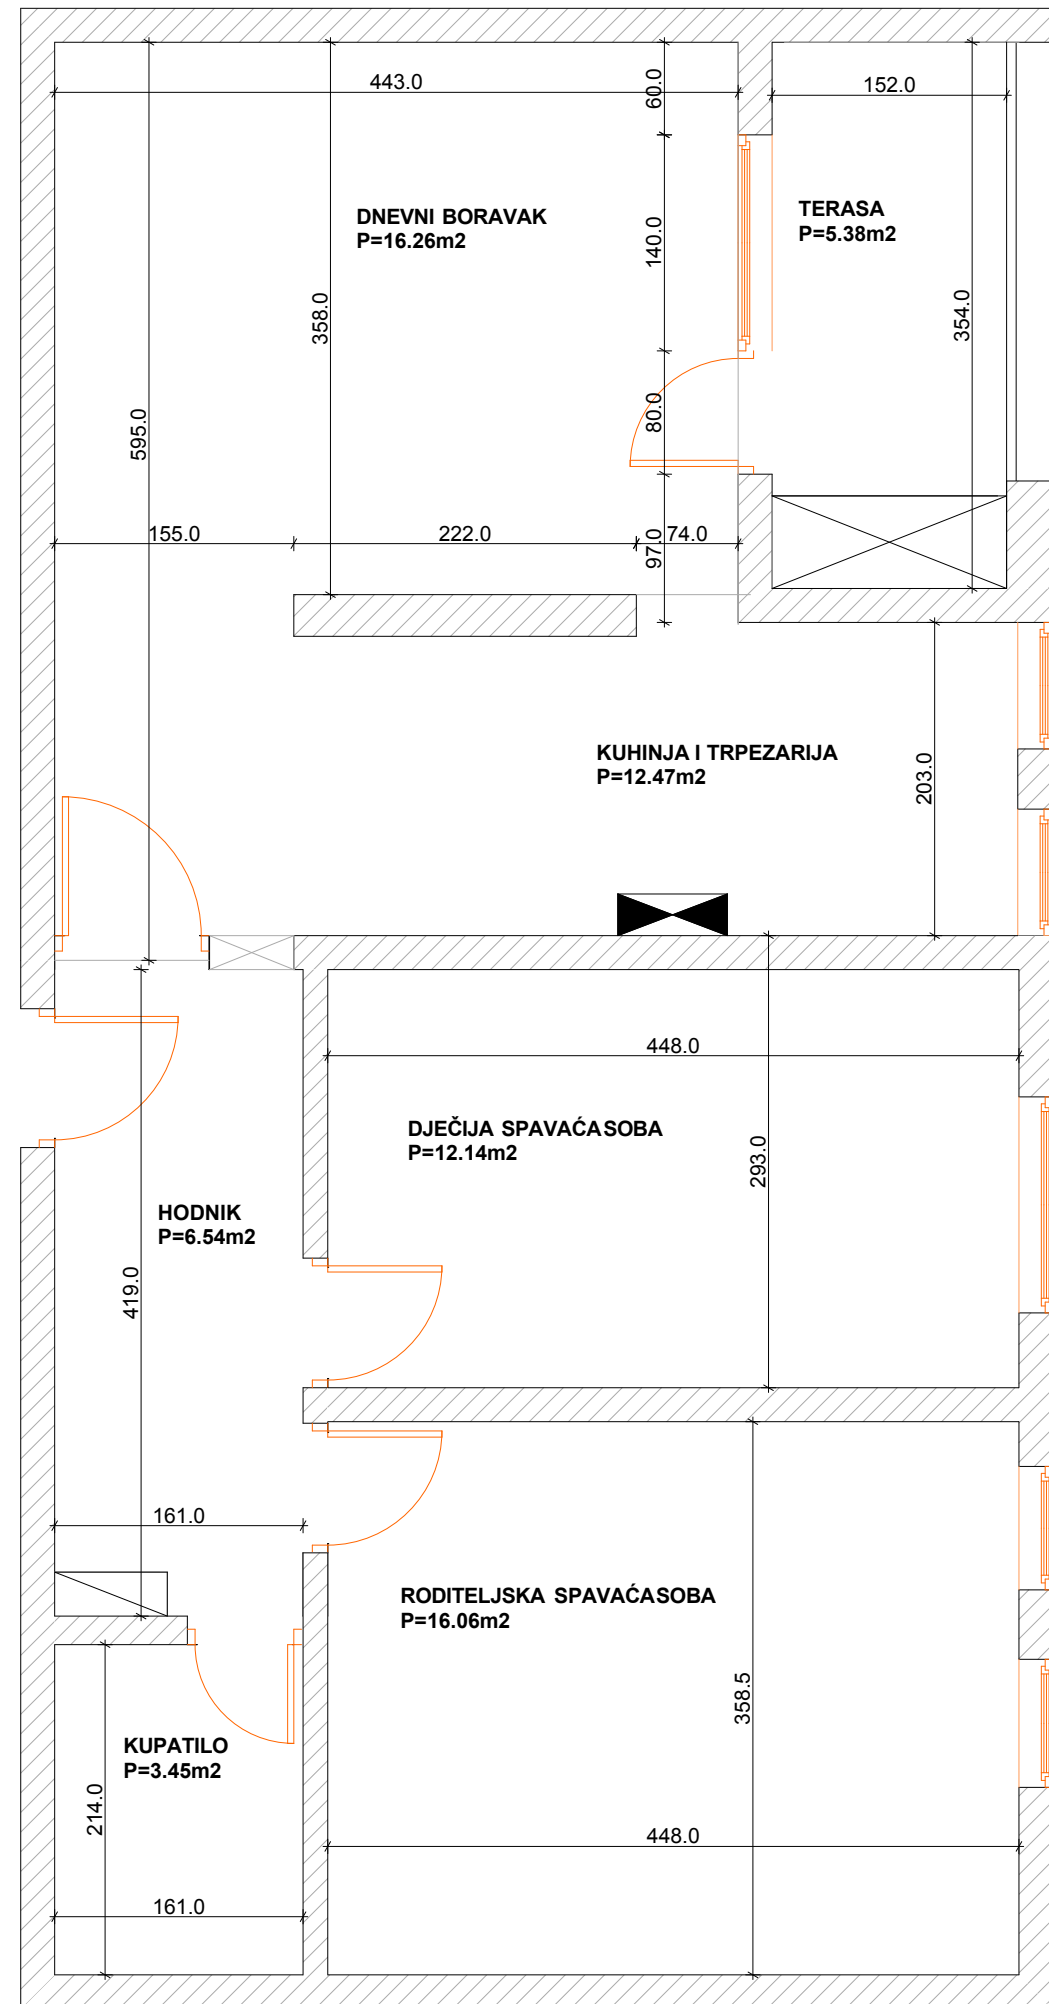 443.0
60.0
152.0
DNEVNI BORAVAK
P=16.26m2
TERASA
P=5.38m2
140.0
358.0
354.0
595.0
80.0
155.0
222.0
97.0
74.0
KUHINJA I TRPEZARIJA
P=12.47m2
203.0
448.0
DJEČIJA SPAVAĆASOBA
P=12.14m2
293.0
HODNIK
P=6.54m2
419.0
161.0
RODITELJSKA SPAVAĆASOBA
P=16.06m2
358.5
KUPATILO
P=3.45m2
214.0
448.0
161.0